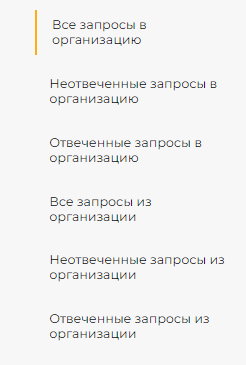 Все запросы в
организацию
Неотвеченные запросы в
организацию
Отвеченные запросы в
организацию
Все запросы из
организации
Неотвеченные запросы из
организации
Отвеченные запросы из
организации